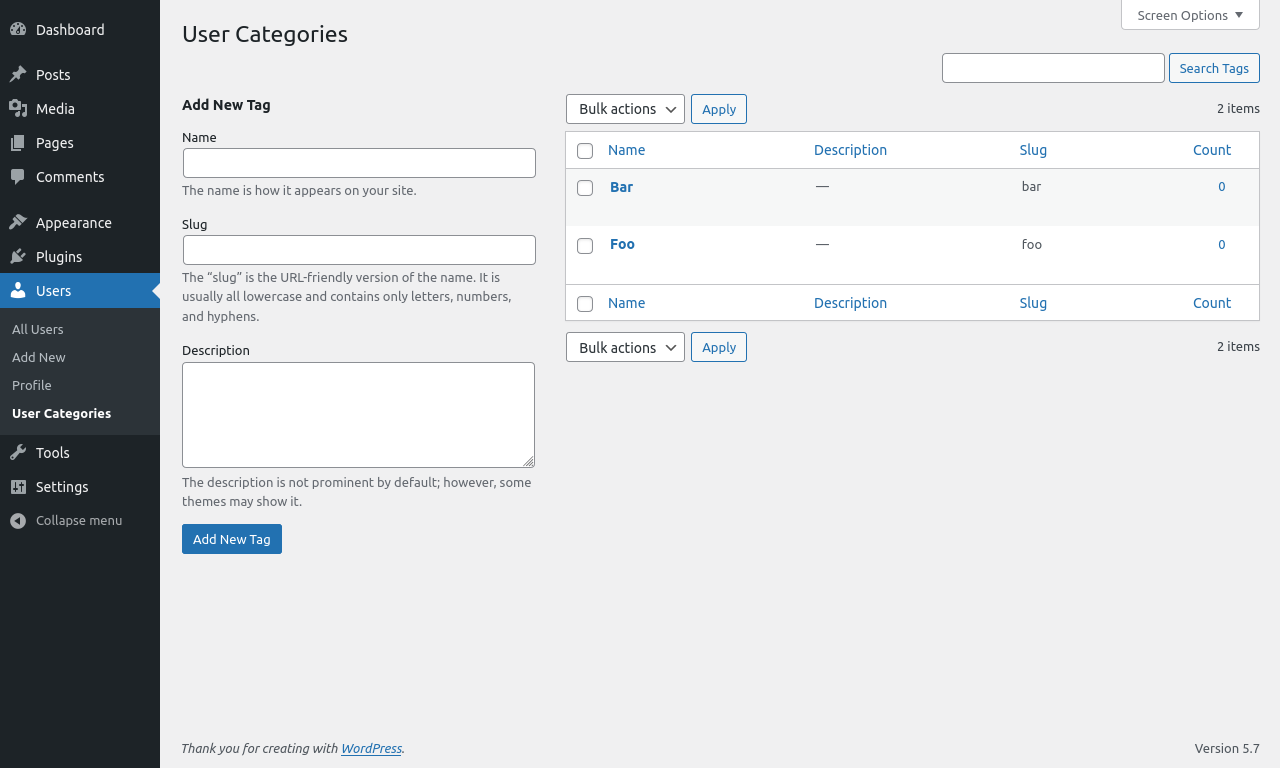 Dashboard
Posts
Media
Pages
Comments
Appearance
Plugins
Users
All Users
Add New
Profile
User Categories
Tools
Settings
Collapse menu
Screen Options
User Categories
Search Tags
Add New Tag
Name
The name is how it appears on your site.
Slug
The “slug” is the URL-friendly version of the name. It is
usually all lowercase and contains only letters, numbers,
and hyphens.
Description
The description is not prominent by default; however, some
themes may show it.
Add New Tag
Bulk actions Apply 2 items
Name Description Slug Count
Bar — bar 0
Foo — foo 0
Name Description Slug Count
Bulk actions Apply 2 items
Thank you for creating with WordPress.
Version 5.7